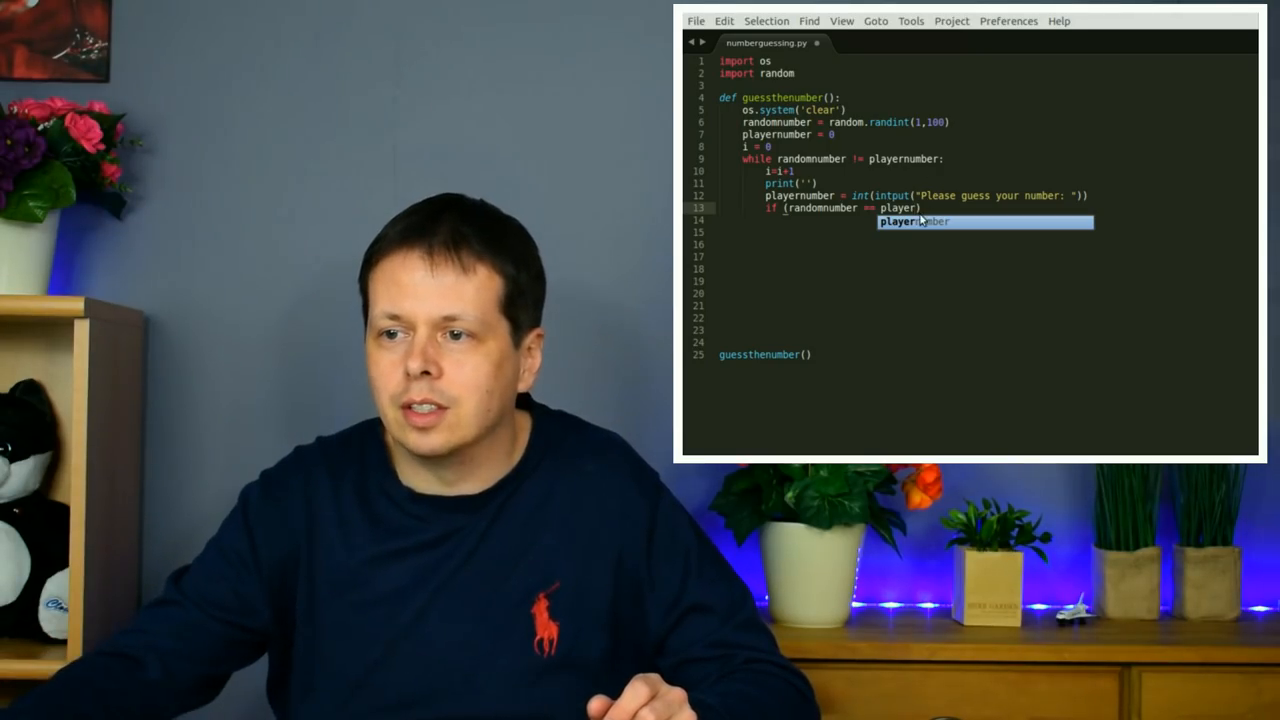 File Edit Selection Find View Goto Tools Project Preferences Help
numberguessing.py
1 import os
2 import random
3
4 def guessthenumber():
5 os.system('clear')
6 randomnumber = random.randint(1,100)
7 playernumber = 0
8 i = 0
9 while randomnumber != playernumber:
10 i=i+1
11 print('')
12 playernumber = int(intput("Please guess your number: "))
13 if (randomnumber == player)
14 playernumber
15
16
17
18
19
20
21
22
23
24
25 guessthenumber()